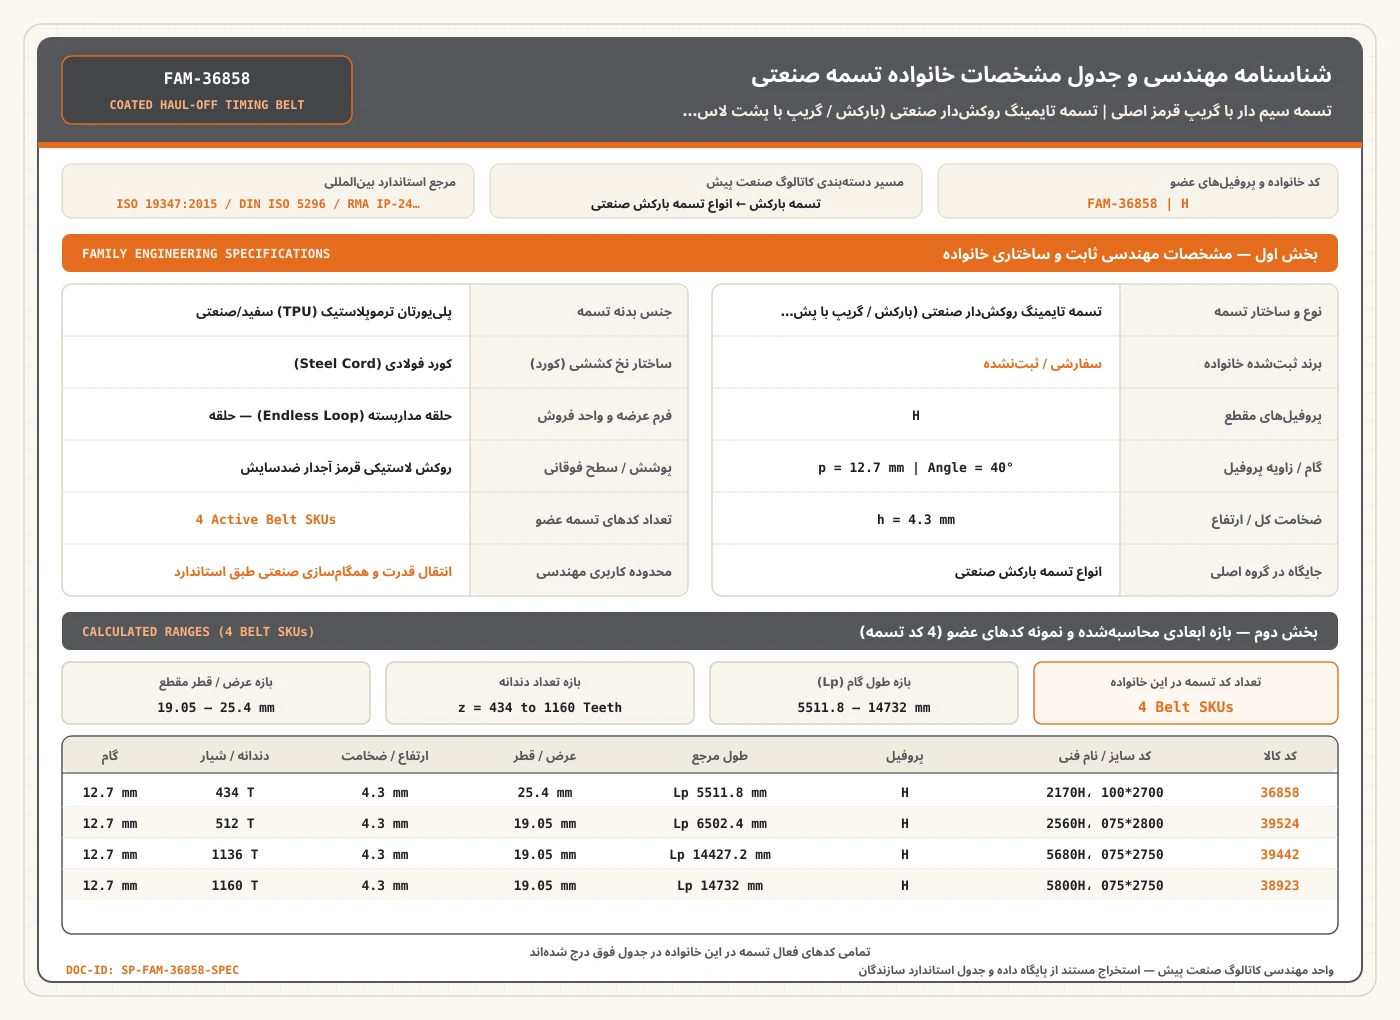 شناسنامه مهندسی و جدول مشخصات خانواده تسمه صنعتی
تسمه سیم دار با گریپ قرمز اصلی | تسمه تایمینگ روکش‌دار صنعتی (بارکش / گریپ با پشت لاس...
FAM-36858
COATED HAUL-OFF TIMING BELT
کد خانواده و پروفیل‌های عضو
FAM-36858 | H
مسیر دسته‌بندی کاتالوگ صنعت پیش
تسمه بارکش ← انواع تسمه بارکش صنعتی
مرجع استاندارد بین‌المللی
ISO 19347:2015 / DIN ISO 5296 / RMA IP-24…
بخش اول — مشخصات مهندسی ثابت و ساختاری خانواده
FAMILY ENGINEERING SPECIFICATIONS
نوع و ساختار تسمه
تسمه تایمینگ روکش‌دار صنعتی (بارکش / گریپ با پش...
برند ثبت‌شده خانواده
سفارشی / ثبت‌نشده
پروفیل‌های مقطع
H
گام / زاویه پروفیل
p = 12.7 mm | Angle = 40°
ضخامت کل / ارتفاع
h = 4.3 mm
جایگاه در گروه اصلی
انواع تسمه بارکش صنعتی
جنس بدنه تسمه
پلی‌یورتان ترموپلاستیک (TPU) سفید/صنعتی
ساختار نخ کششی (کورد)
کورد فولادی (Steel Cord)
فرم عرضه و واحد فروش
حلقه مداربسته (Endless Loop) — حلقه
پوشش / سطح فوقانی
روکش لاستیکی قرمز آجدار ضدسایش
تعداد کدهای تسمه عضو
4 Active Belt SKUs
محدوده کاربری مهندسی
انتقال قدرت و همگام‌سازی صنعتی طبق استاندارد
بخش دوم — بازه ابعادی محاسبه‌شده و نمونه کدهای عضو (4 کد تسمه)
CALCULATED RANGES (4 BELT SKUs)
تعداد کد تسمه در این خانواده
4 Belt SKUs
بازه طول گام (Lp)
5511.8 – 14732 mm
بازه تعداد دندانه
z = 434 to 1160 Teeth
بازه عرض / قطر مقطع
19.05 – 25.4 mm
کد کالا کد سایز / نام فنی پروفیل طول مرجع عرض / قطر ارتفاع / ضخامت دندانه / شیار گام
36858 2170H، 100*2700 H Lp 5511.8 mm 25.4 mm 4.3 mm 434 T 12.7 mm
39524 2560H، 075*2800 H Lp 6502.4 mm 19.05 mm 4.3 mm 512 T 12.7 mm
39442 5680H، 075*2750 H Lp 14427.2 mm 19.05 mm 4.3 mm 1136 T 12.7 mm
38923 5800H، 075*2750 H Lp 14732 mm 19.05 mm 4.3 mm 1160 T 12.7 mm
تمامی کدهای فعال تسمه در این خانواده در جدول فوق درج شده‌اند
واحد مهندسی کاتالوگ صنعت پیش — استخراج مستند از پایگاه داده و جدول استاندارد سازندگان
DOC-ID: SP-FAM-36858-SPEC